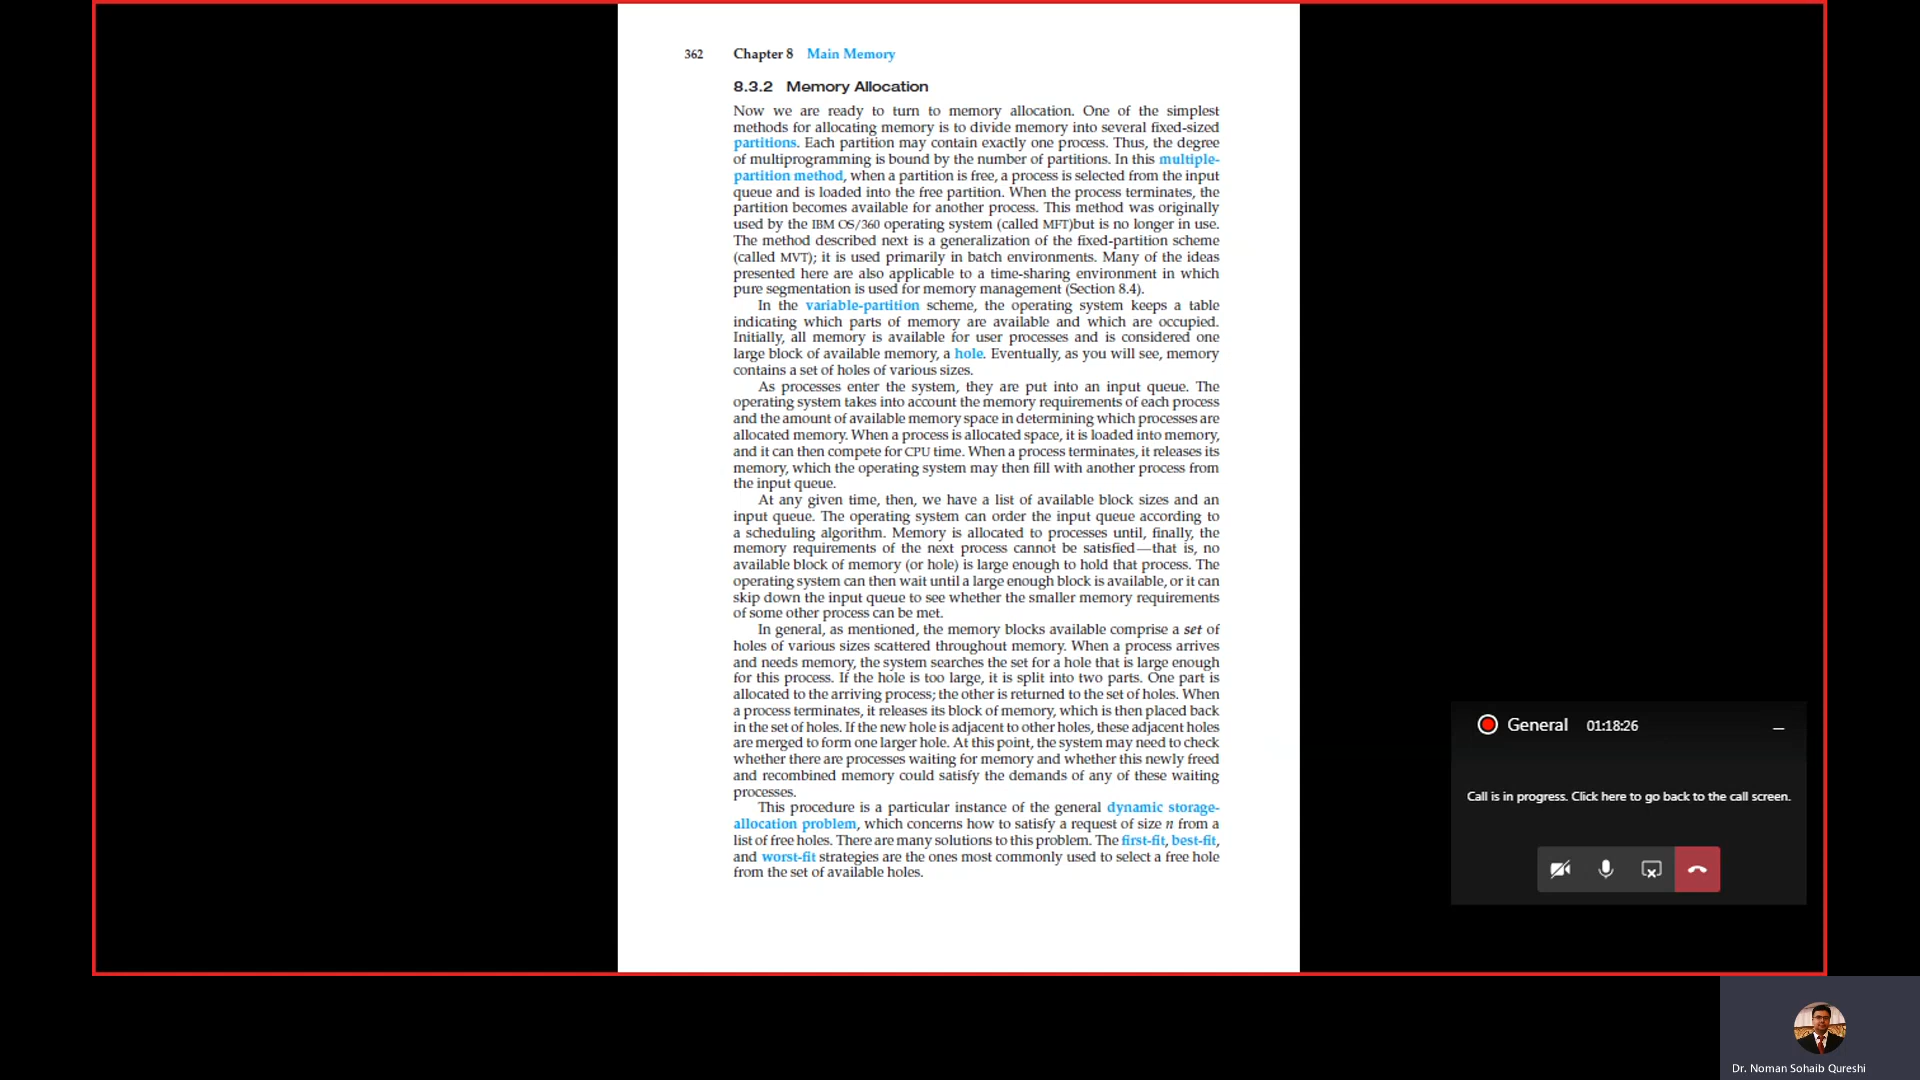 362 Chapter 8 Main Memory
8.3.2 Memory Allocation
Now we are ready to turn to memory allocation. One of the simplest
methods for allocating memory is to divide memory into several fixed-sized
partitions. Each partition may contain exactly one process. Thus, the degree
of multiprogramming is bound by the number of partitions. In this multiple-
partition method, when a partition is free, a process is selected from the input
queue and is loaded into the free partition. When the process terminates, the
partition becomes available for another process. This method was originally
used by the IBM OS/360 operating system (called MFT)but is no longer in use.
The method described next is a generalization of the fixed-partition scheme
(called MVT); it is used primarily in batch environments. Many of the ideas
presented here are also applicable to a time-sharing environment in which
pure segmentation is used for memory management (Section 8.4).
In the variable-partition scheme, the operating system keeps a table
indicating which parts of memory are available and which are occupied.
Initially, all memory is available for user processes and is considered one
large block of available memory, a hole. Eventually, as you will see, memory
contains a set of holes of various sizes.
As processes enter the system, they are put into an input queue. The
operating system takes into account the memory requirements of each process
and the amount of available memory space in determining which processes are
allocated memory. When a process is allocated space, it is loaded into memory,
and it can then compete for CPU time. When a process terminates, it releases its
memory, which the operating system may then fill with another process from
the input queue.
At any given time, then, we have a list of available block sizes and an
input queue. The operating system can order the input queue according to
a scheduling algorithm. Memory is allocated to processes until, finally, the
memory requirements of the next process cannot be satisfied—that is, no
available block of memory (or hole) is large enough to hold that process. The
operating system can then wait until a large enough block is available, or it can
skip down the input queue to see whether the smaller memory requirements
of some other process can be met.
In general, as mentioned, the memory blocks available comprise a set of
holes of various sizes scattered throughout memory. When a process arrives
and needs memory, the system searches the set for a hole that is large enough
for this process. If the hole is too large, it is split into two parts. One part is
allocated to the arriving process; the other is returned to the set of holes. When
a process terminates, it releases its block of memory, which is then placed back
in the set of holes. If the new hole is adjacent to other holes, these adjacent holes
are merged to form one larger hole. At this point, the system may need to check
whether there are processes waiting for memory and whether this newly freed
and recombined memory could satisfy the demands of any of these waiting
processes.
This procedure is a particular instance of the general dynamic storage-
allocation problem, which concerns how to satisfy a request of size n from a
list of free holes. There are many solutions to this problem. The first-fit, best-fit,
and worst-fit strategies are the ones most commonly used to select a free hole
from the set of available holes.
General 01:18:26
Call is in progress. Click here to go back to the call screen.
Dr. Noman Sohaib Qureshi